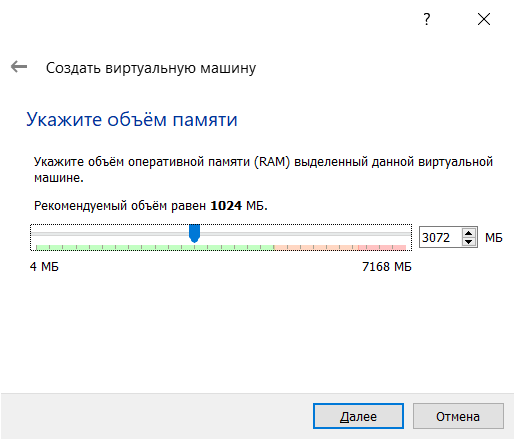 ?
Создать виртуальную машину
Укажите объём памяти
Укажите объём оперативной памяти (RAM) выделенный данной виртуальной
машине.
Рекомендуемый объём равен 1024 МБ.
3072 МБ
4 МБ 7168 МБ
Далее Отмена